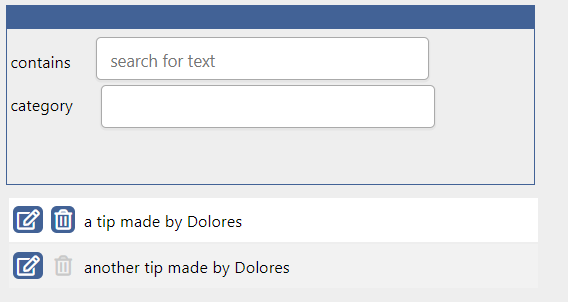 contains
search for text
category
a tip made by Dolores
another tip made by Dolores